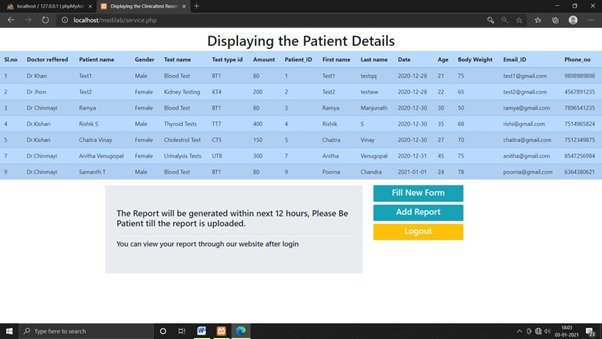 localhost / 127.0.0.1 | phpMyAdm
Displaying the Clinicaltest Recor
localhost/medilab/service.php
Displaying the Patient Details
Sl.no Doctor reffered Patient name Gender Test name Test type id Amount Patient_ID First name Last name Date Age Body Weight Email_ID Phone_no
1 Dr Khan Test1 Male Blood Test BT1 80 1 Test1 testqq 2020-12-28 21 75 test1@gmail.com 9898989898
2 Dr Jhon Test2 Female Kidney Testing KT4 200 2 Test2 testww 2020-12-28 22 65 test2@gmail.com 4567891235
3 Dr Chinmayi Ramya Female Blood Test BT1 80 3 Ramya Manjunath 2020-12-30 30 50 ramya@gmail.com 7896541235
4 Dr.Kishan Rishik S Male Thyroid Tests TT7 400 4 Rishik S 2020-12-30 35 68 rishi@gmail.com 7514965824
5 Dr.Kishan Chaitra Vinay Female Cholestrol Test CT5 150 5 Chaitra Vinay 2020-12-30 27 70 chaitra@gmail.com 7512349875
7 Dr.Chinmayi Anitha Venugopal Female Urinalysis Tests UT8 300 7 Anitha Venugopal 2020-12-31 45 75 anitha@gmail.com 8547256984
9 Dr.Chinmayi Samanth T Male Blood Test BT1 80 9 Poorna Chandra 2021-01-01 24 78 poorna@gmail.com 6364380621
The Report will be generated within next 12 hours, Please Be
Patient till the report is uploaded.
You can view your report through our website after login
Fill New Form
Add Report
Logout
Type here to search
18:03
03-01-2021